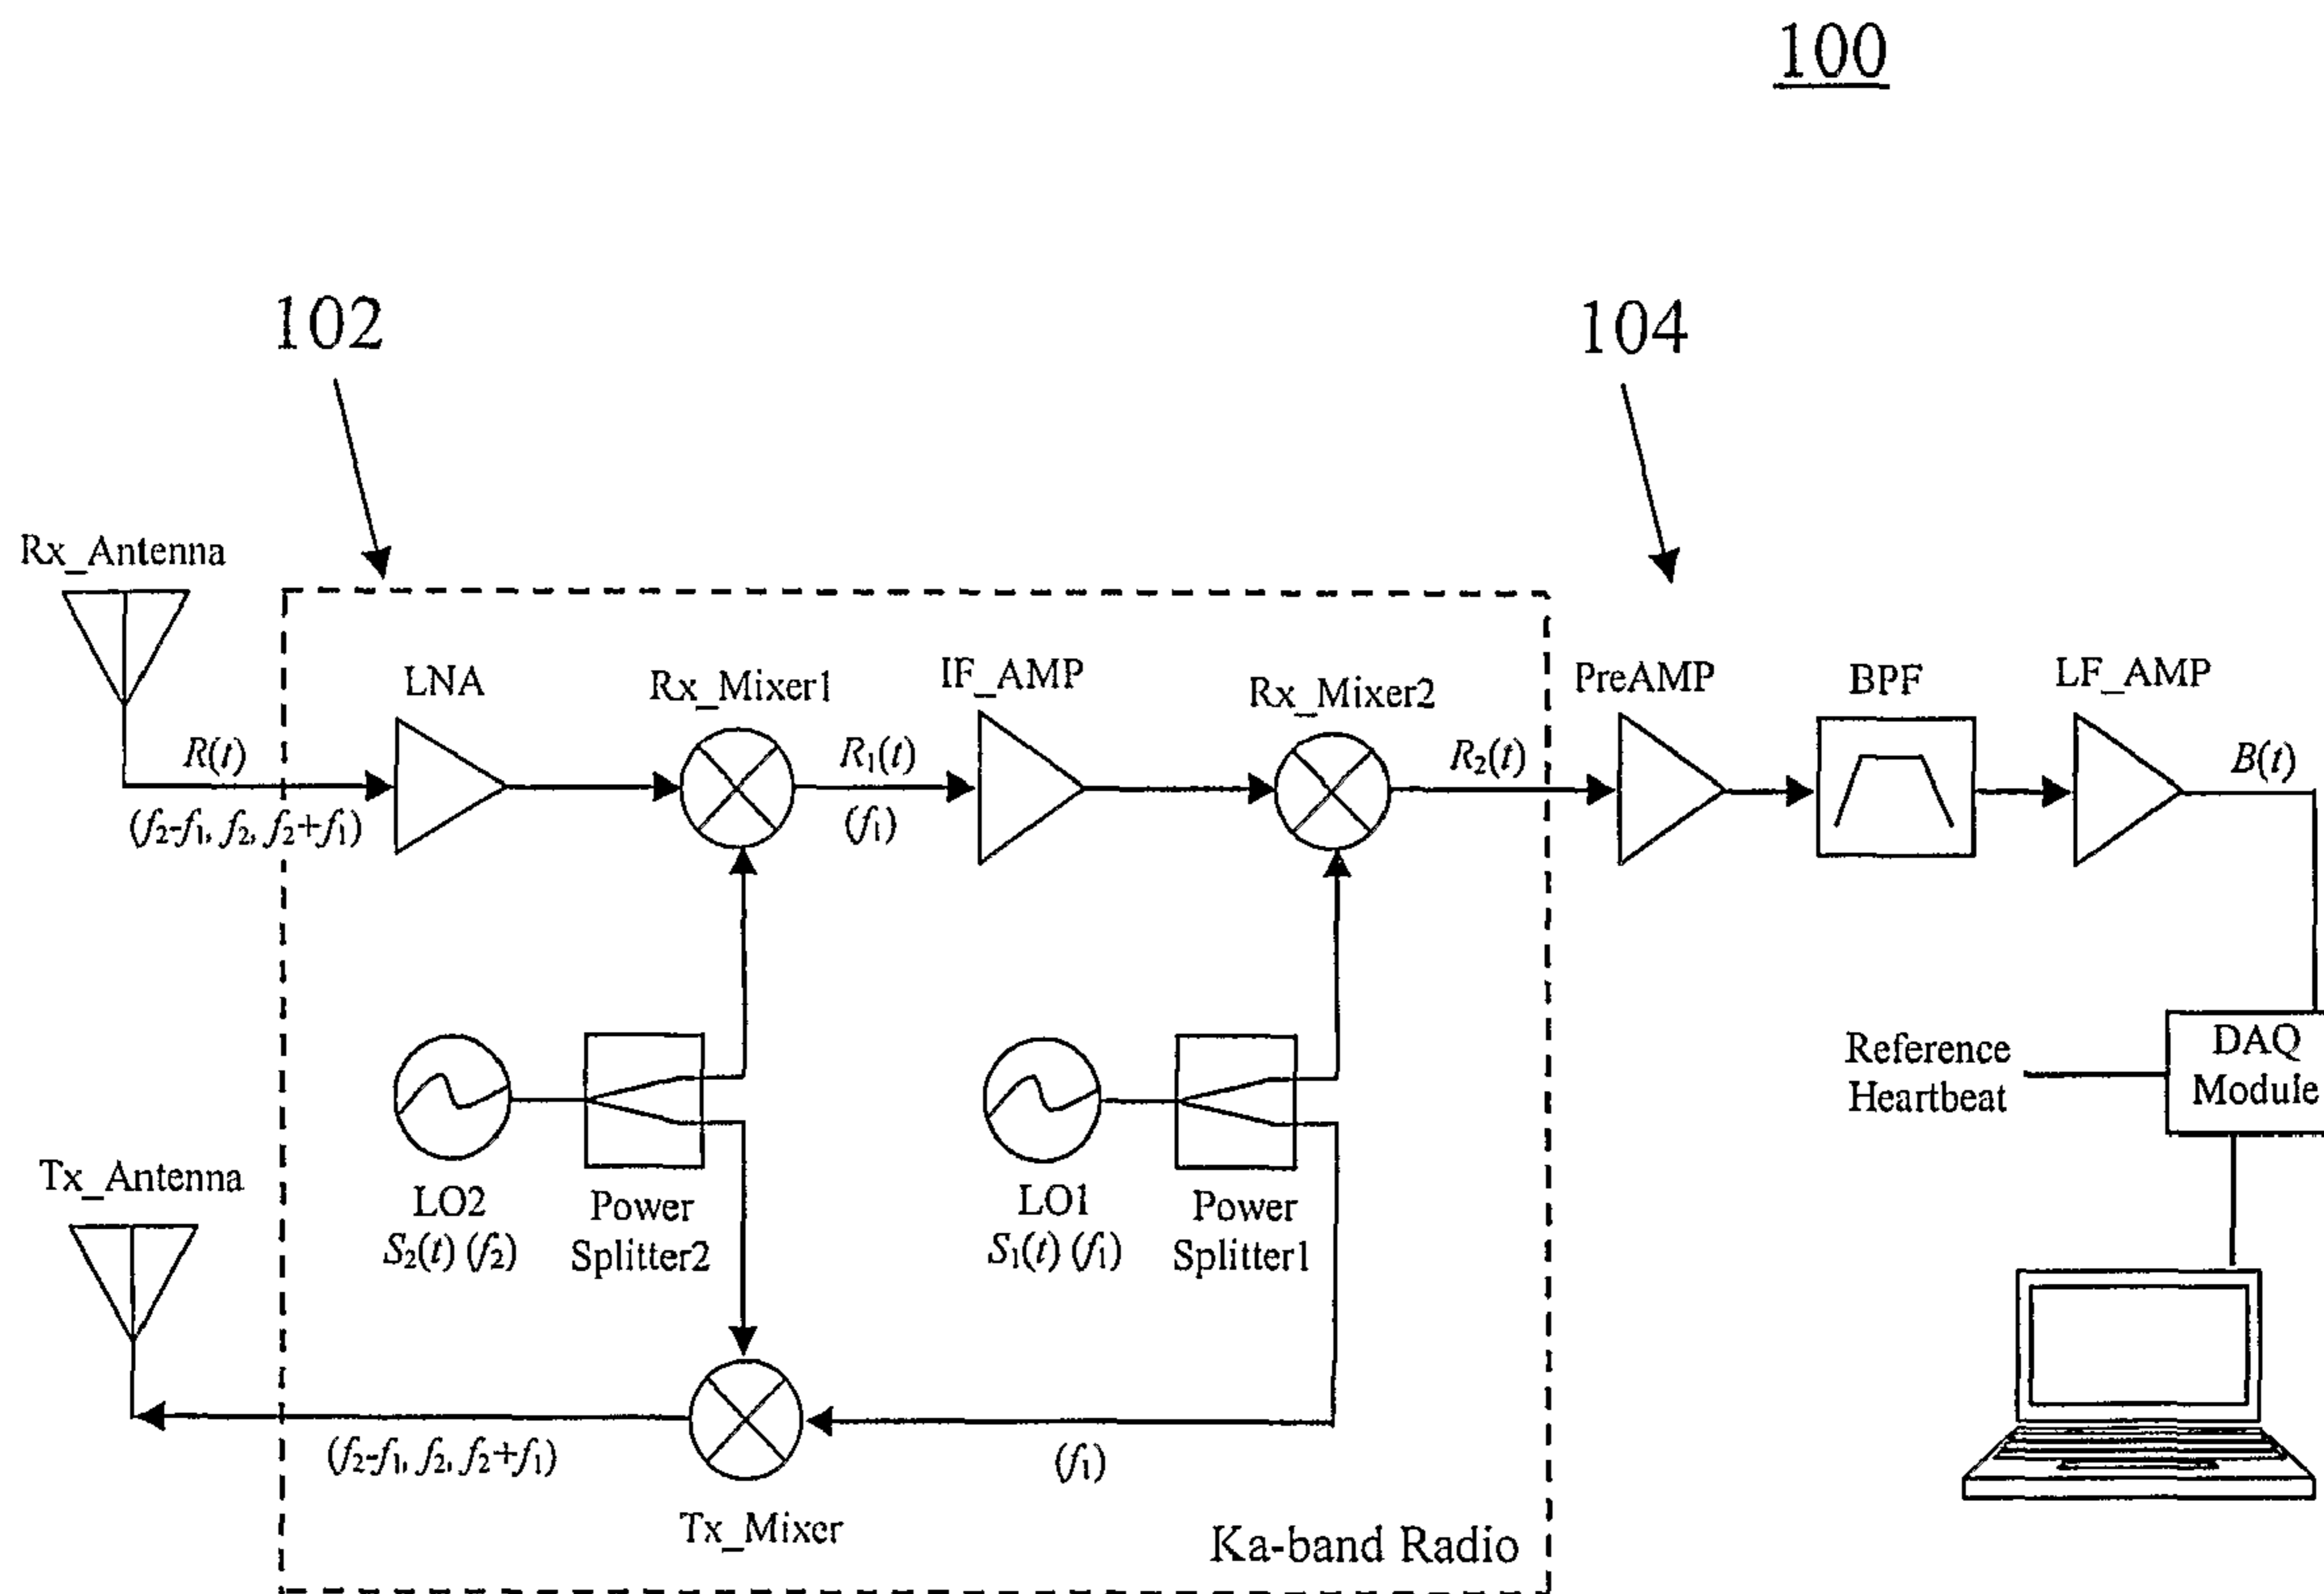 100
102
104
Rx_Antenna
LNA
Rx_Mixer1
IF_AMP
Rx_Mixer2
PreAMP
BPF
LF_AMP
R(t)
R₁(t)
R₂(t)
B(t)
(f₂-f₁, f₂, f₂+f₁)
(f₁)
Reference
Heartbeat
DAQ
Module
Tx_Antenna
LO2
S₂(t) (f₂)
Power
Splitter2
LO1
S₁(t) (f₁)
Power
Splitter1
(f₂-f₁, f₂, f₂+f₁)
(f₁)
Tx_Mixer
Ka-band Radio